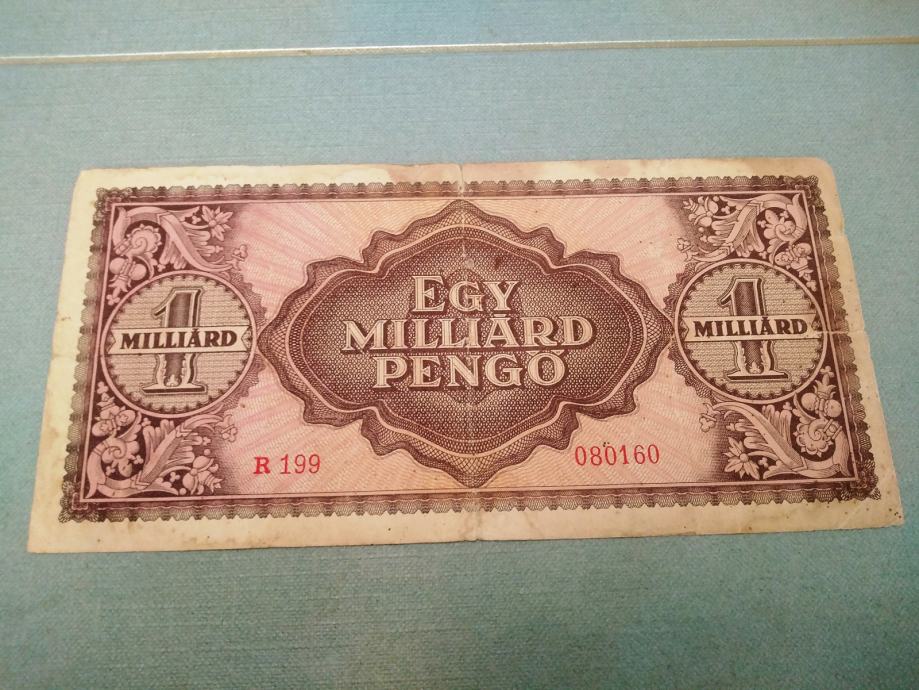 EGY
MILLIÁRD
PENGŐ
1
MILLIÁRD
1
MILLIÁRD
R 199
080160